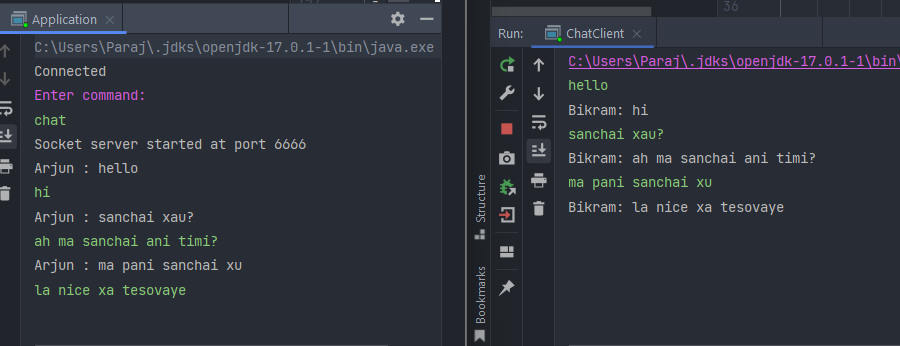 Application
C:\Users\Paraj\.jdks\openjdk-17.0.1-1\bin\java.exe
Connected
Enter command:
chat
Socket server started at port 6666
Arjun : hello
hi
Arjun : sanchai xau?
ah ma sanchai ani timi?
Arjun : ma pani sanchai xu
la nice xa tesovaye
36
Structure
Bookmarks
Run:
ChatClient
C:\Users\Paraj\.jdks\openjdk-17.0.1-1\bin\
hello
Bikram: hi
sanchai xau?
Bikram: ah ma sanchai ani timi?
ma pani sanchai xu
Bikram: la nice xa tesovaye